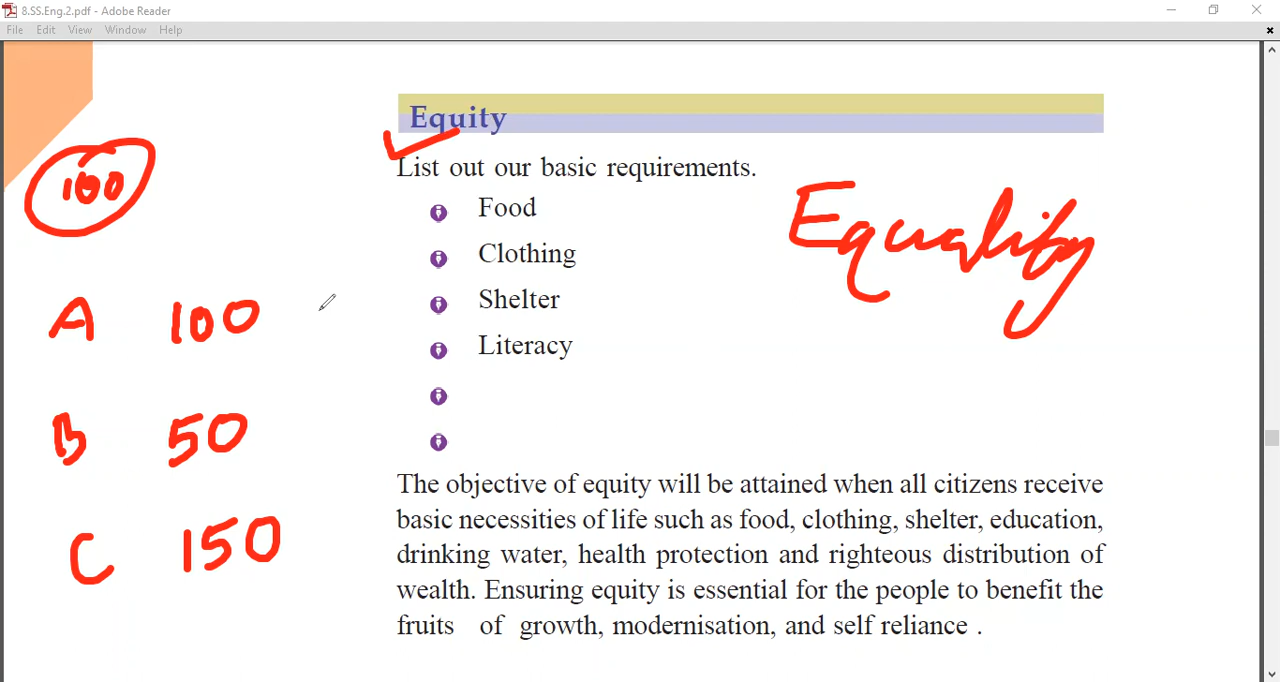 8.SS.Eng.2.pdf - Adobe Reader
File Edit View Window Help
Equity
List out our basic requirements.
Food
Clothing
Shelter
Literacy
The objective of equity will be attained when all citizens receive
basic necessities of life such as food, clothing, shelter, education,
drinking water, health protection and righteous distribution of
wealth. Ensuring equity is essential for the people to benefit the
fruits of growth, modernisation, and self reliance .
100
A 100
B 50
C 150
Equality